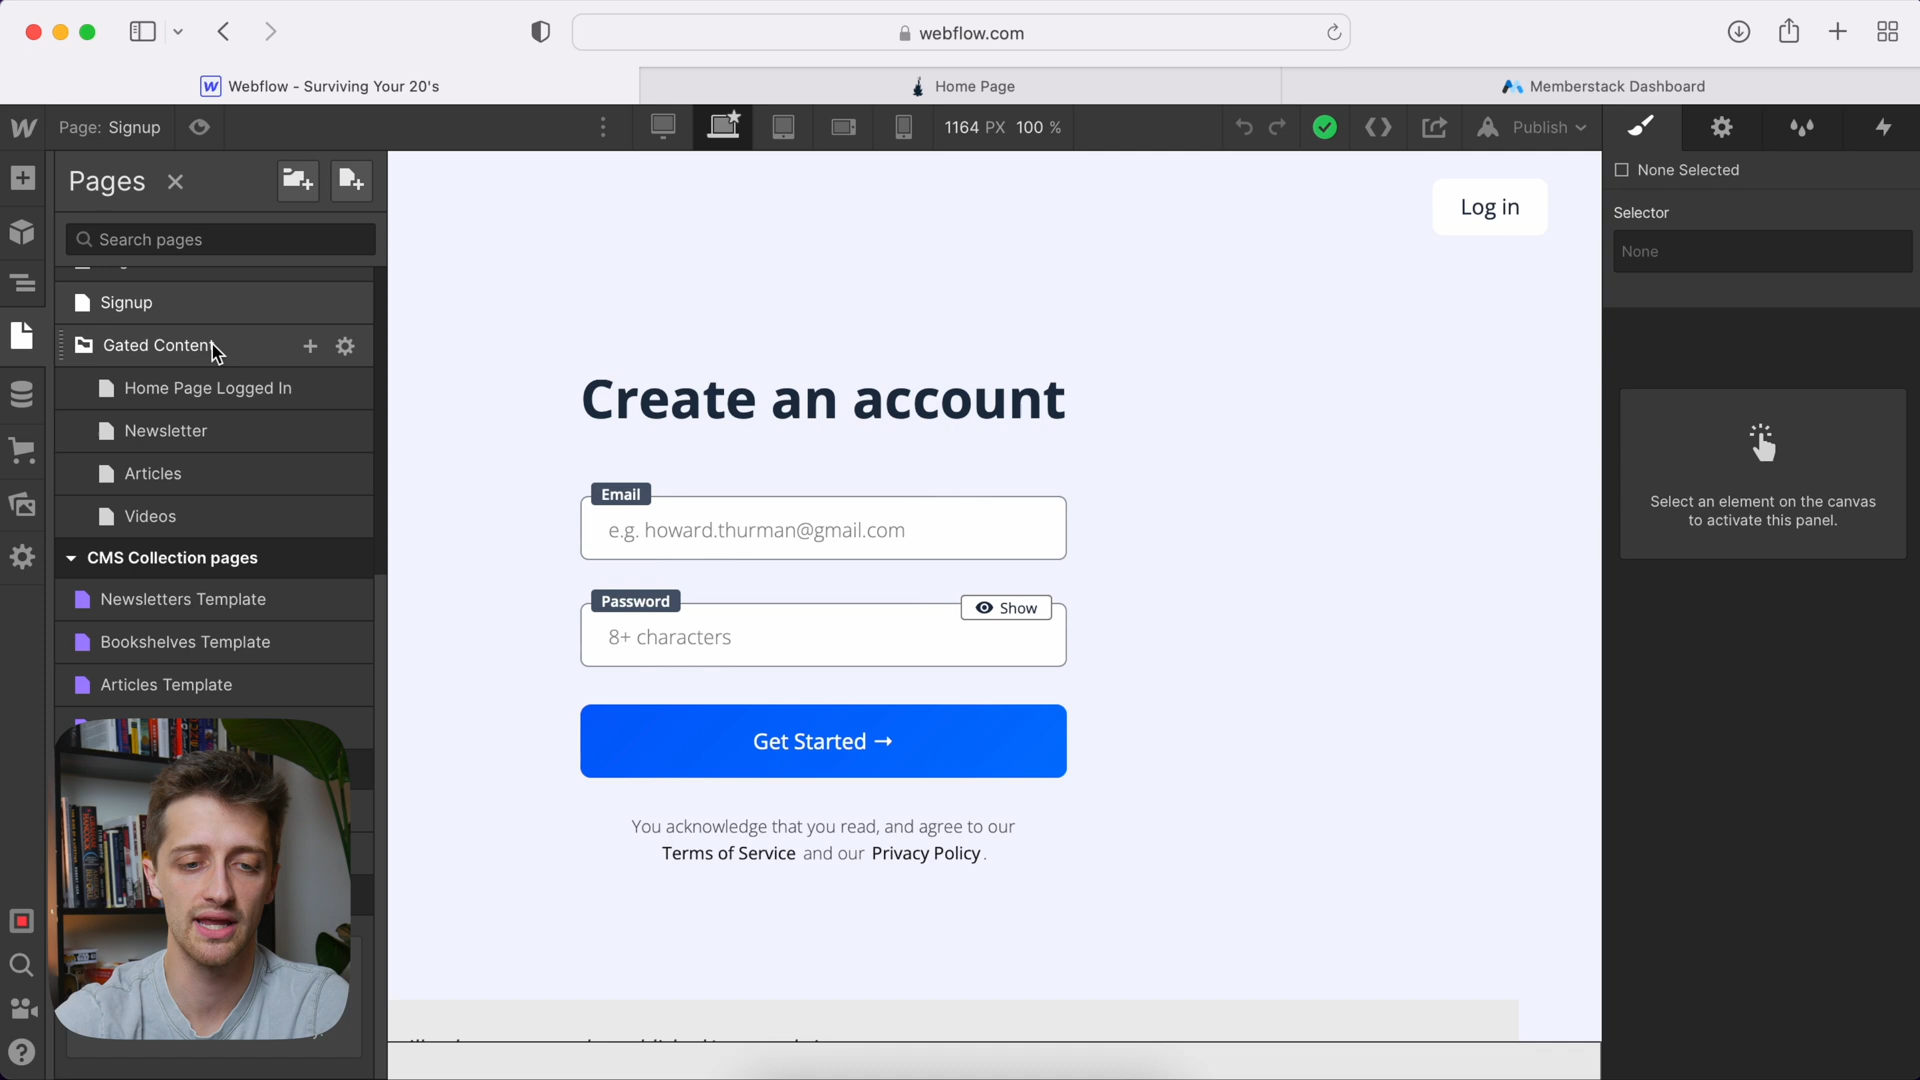 webflow.com
Webflow - Surviving Your 20's
Home Page
Memberstack Dashboard
Page: Signup
1164 PX 100 %
Publish
Pages
Search pages
Signup
Gated Content
Home Page Logged In
Newsletter
Articles
Videos
CMS Collection pages
Newsletters Template
Bookshelves Template
Articles Template
Log in
Create an account
Email
e.g. howard.thurman@gmail.com
Password
Show
8+ characters
Get Started →
You acknowledge that you read, and agree to our
Terms of Service and our Privacy Policy.
None Selected
Selector
None
Select an element on the canvas
to activate this panel.